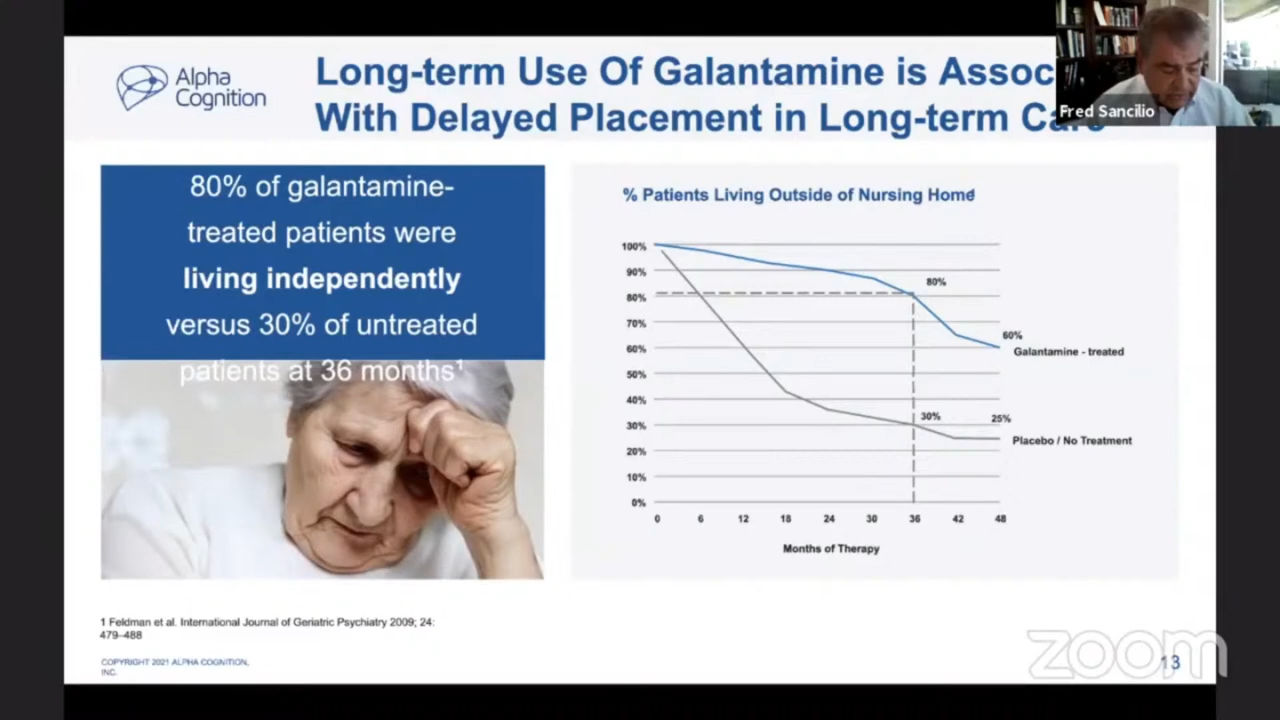 Alpha
Cognition
Long-term Use Of Galantamine is Assoc
With Delayed Placement in Long-term Care
Fred Sancilio
80% of galantamine-
treated patients were
living independently
versus 30% of untreated
patients at 36 months¹
% Patients Living Outside of Nursing Home
100%
90%
80%
70%
60%
50%
40%
30%
20%
10%
0%
80%
60%
Galantamine - treated
30%
25%
Placebo / No Treatment
0 6 12 18 24 30 36 42 48
Months of Therapy
1 Feldman et al. International Journal of Geriatric Psychiatry 2009; 24:
479–488
COPYRIGHT 2021 ALPHA COGNITION,
INC.
zoom
13